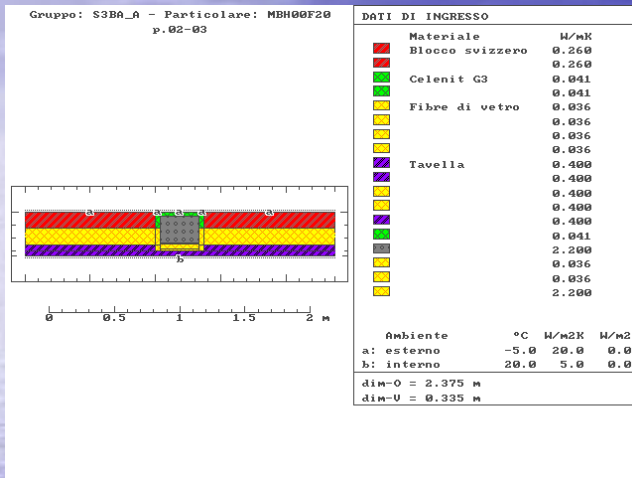 Gruppo: S3BA_A - Particolare: MBH00F20
p.02-03
a a a a a
b
0 0.5 1 1.5 2 m
DATI DI INGRESSO
Materiale W/mK
Blocco svizzero 0.260
0.260
Celenit G3 0.041
0.041
Fibre di vetro 0.036
0.036
0.036
0.036
Tavella 0.400
0.400
0.400
0.400
0.400
0.041
2.200
0.036
0.036
2.200
Ambiente °C W/m2K W/m2
a: esterno -5.0 20.0 0.0
b: interno 20.0 5.0 0.0
dim-O = 2.375 m
dim-V = 0.335 m